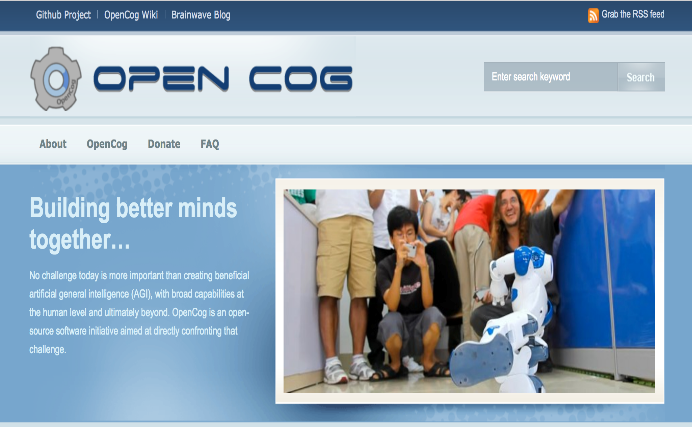 Github Project | OpenCog Wiki | Brainwave Blog
Grab the RSS feed
OpenCog
OPEN COG
Enter search keyword
Search
About
OpenCog
Donate
FAQ
Building better minds
together...
No challenge today is more important than creating beneficial
artificial general intelligence (AGI), with broad capabilities at
the human level and ultimately beyond. OpenCog is an open-
source software initiative aimed at directly confronting that
challenge.